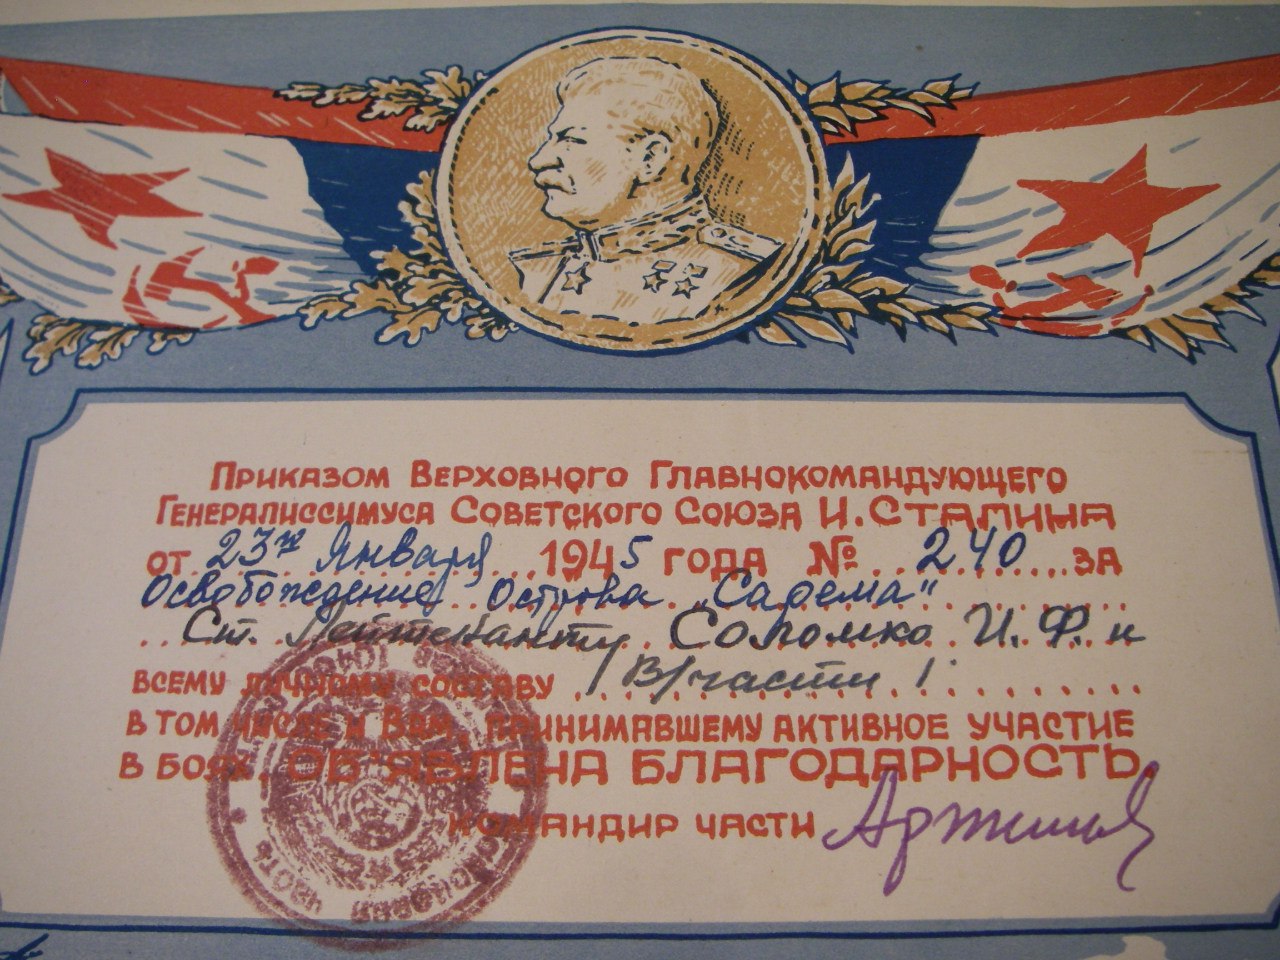 Приказом Верховного Главнокомандующего
Генералиссимуса Советского Союза И. Сталина
от 23го Января 1945 года № 240 за
Освобождение острова „Сарема"
Ст. Лейтенанту Соломко И. Ф. и
всему личному составу /В/части/
в том числе и Вам, принимавшему активное участие
в боях, объявлена благодарность.
Командир части